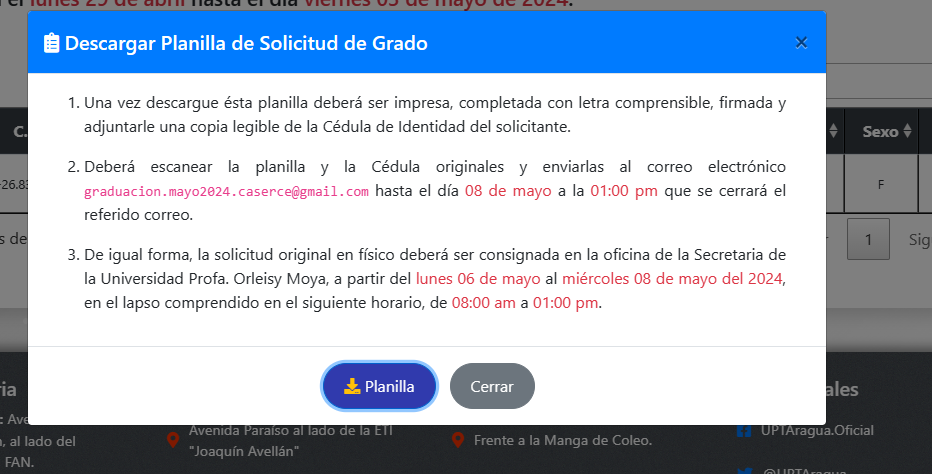 el lunes 29 de abril hasta el día viernes 03 de mayo de 2024.
Descargar Planilla de Solicitud de Grado ×
1. Una vez descargue ésta planilla deberá ser impresa, completada con letra comprensible, firmada y
adjuntarle una copia legible de la Cédula de Identidad del solicitante.
2. Deberá escanear la planilla y la Cédula originales y enviarlas al correo electrónico
graduacion.mayo2024.caserce@gmail.com hasta el día 08 de mayo a la 01:00 pm que se cerrará el
referido correo.
3. De igual forma, la solicitud original en físico deberá ser consignada en la oficina de la Secretaria de
la Universidad Profa. Orleisy Moya, a partir del lunes 06 de mayo al miércoles 08 de mayo del 2024,
en el lapso comprendido en el siguiente horario, de 08:00 am a 01:00 pm.
Planilla Cerrar
C. Sexo
-26.83 F
s de 1 Sig
ia ales
: Ave
, al lado del
FAN.
Avenida Paraíso al lado de la ETI
"Joaquín Avellán"
Frente a la Manga de Coleo.
UPTAragua.Oficial
@UPTAragua